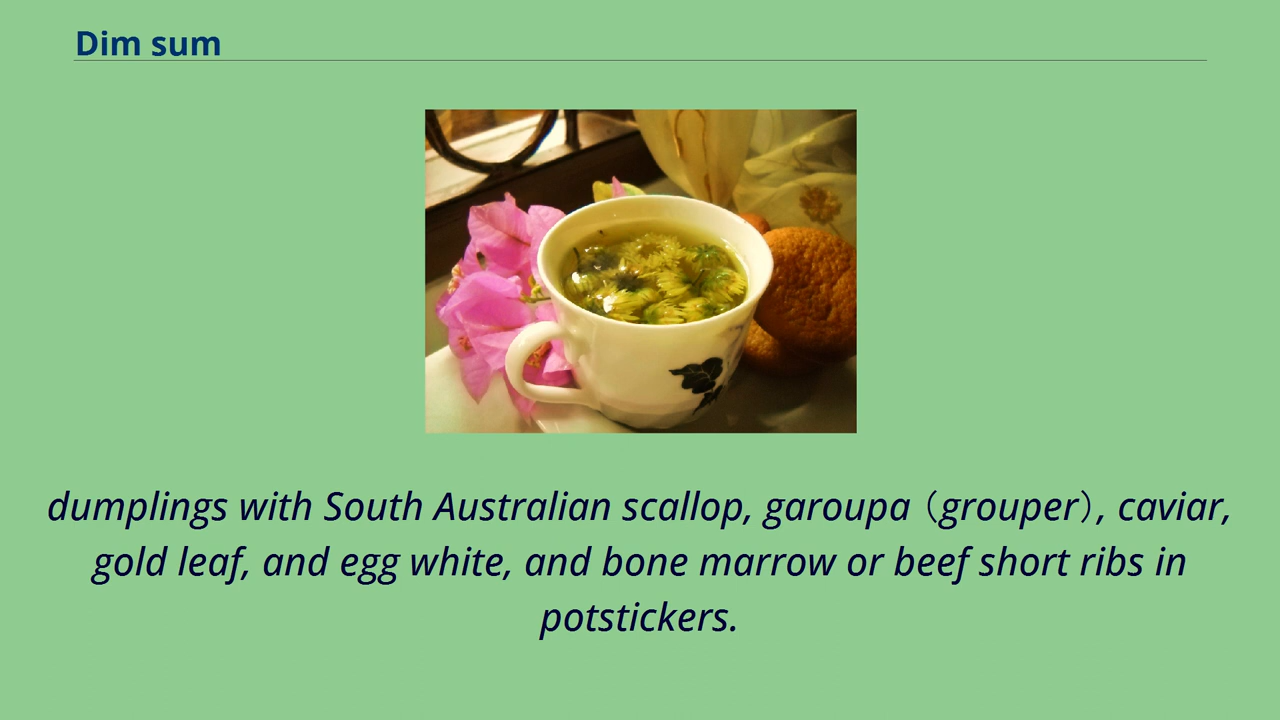 Dim sum
dumplings with South Australian scallop, garoupa（grouper）, caviar,
gold leaf, and egg white, and bone marrow or beef short ribs in
potstickers.